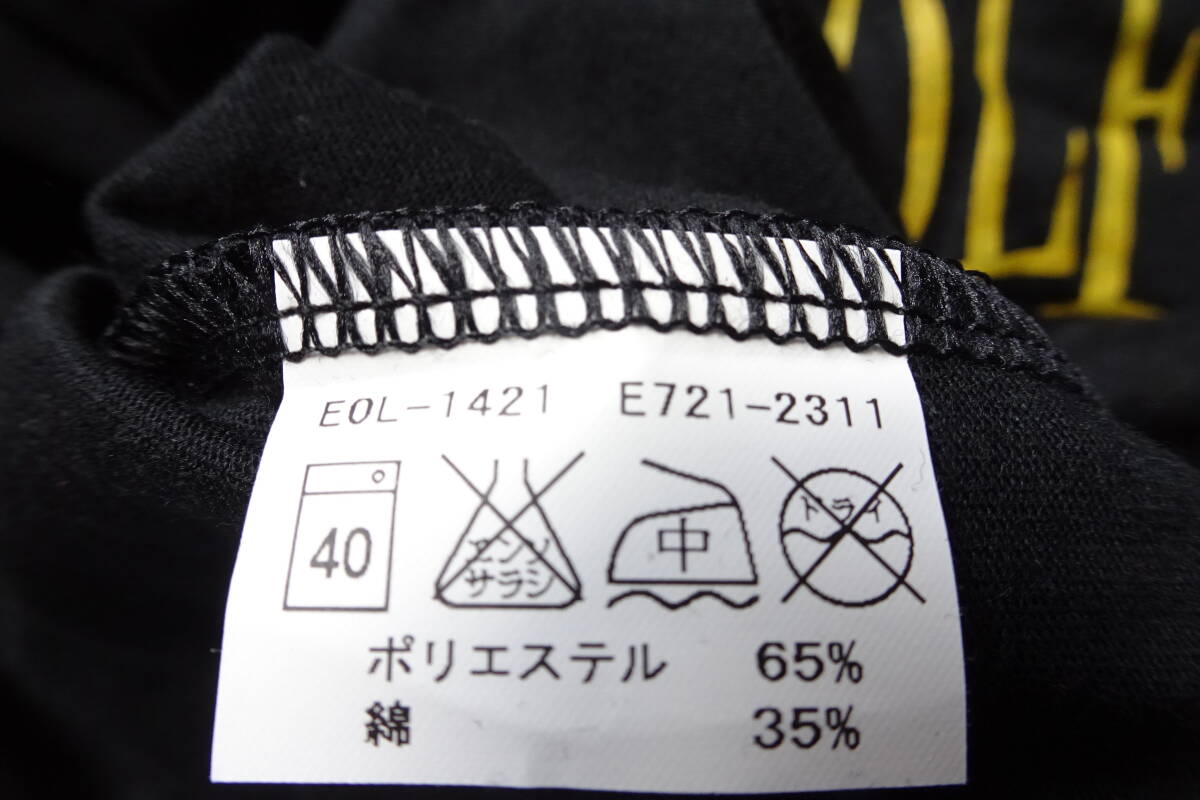 EOL-1421 E721-2311
40 エンソサラシ 中 ドライ
ポリエステル 65%
綿 35%